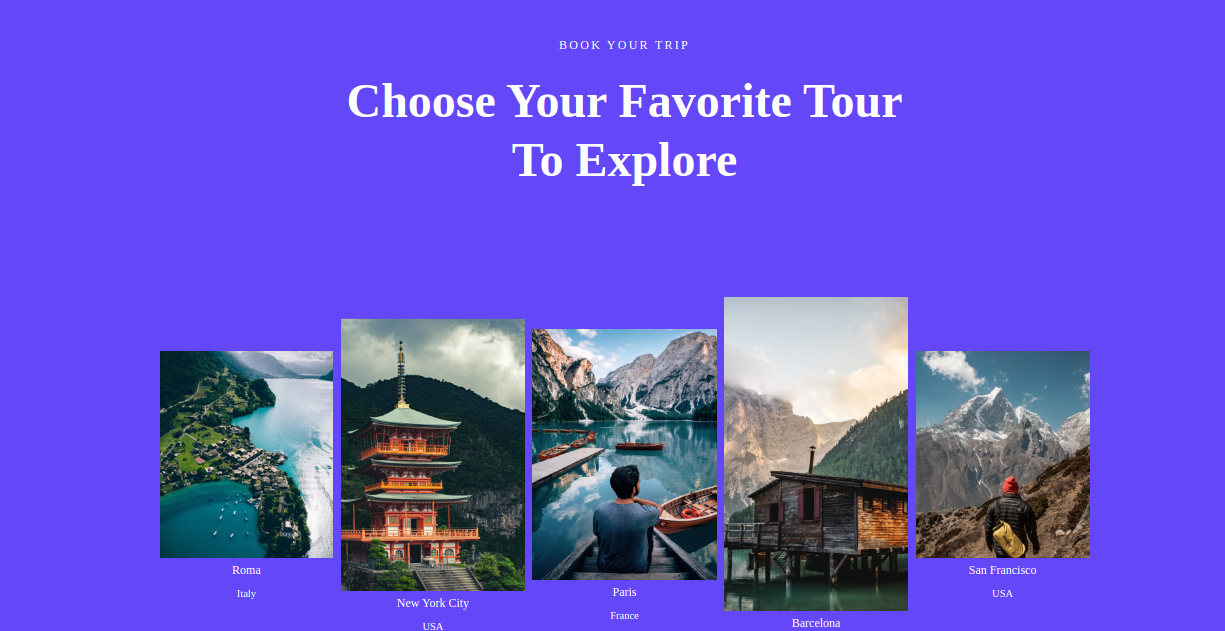 BOOK YOUR TRIP
Choose Your Favorite Tour
To Explore
Roma
Italy
New York City
USA
Paris
France
Barcelona
San Francisco
USA